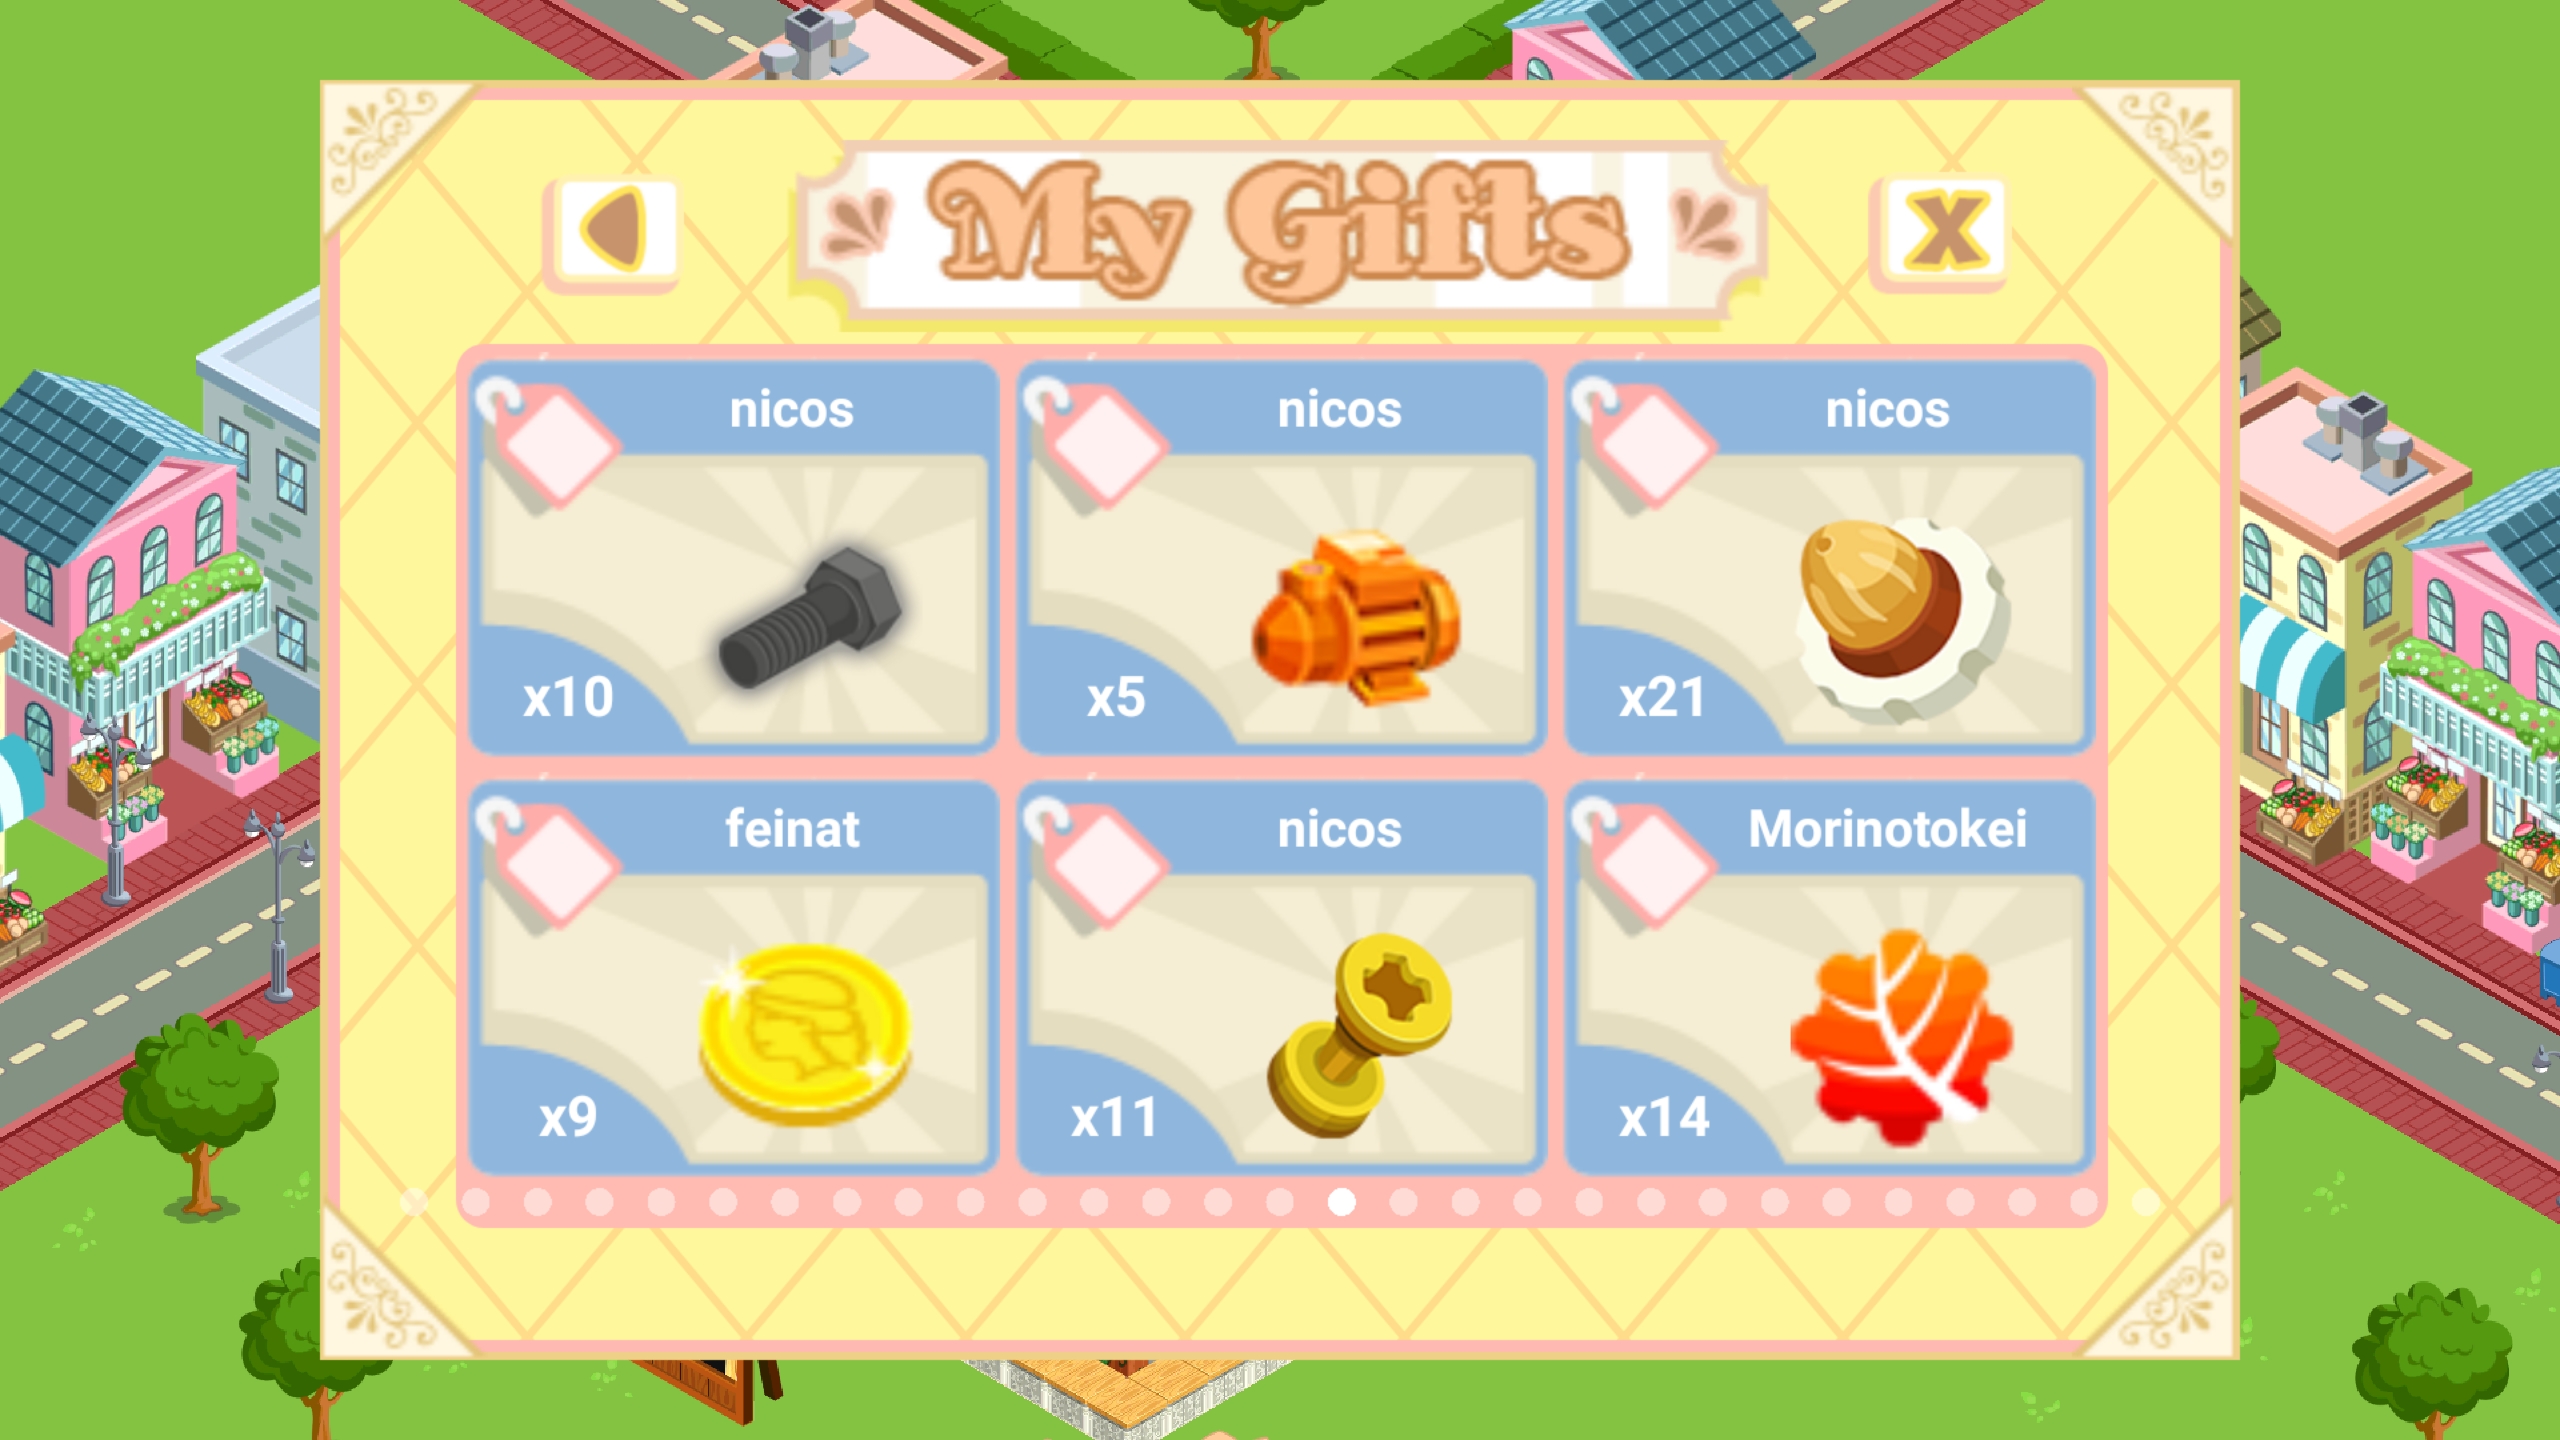 My Gifts
X
nicos
nicos
nicos
x10
x5
x21
feinat
nicos
Morinotokei
x9
x11
x14